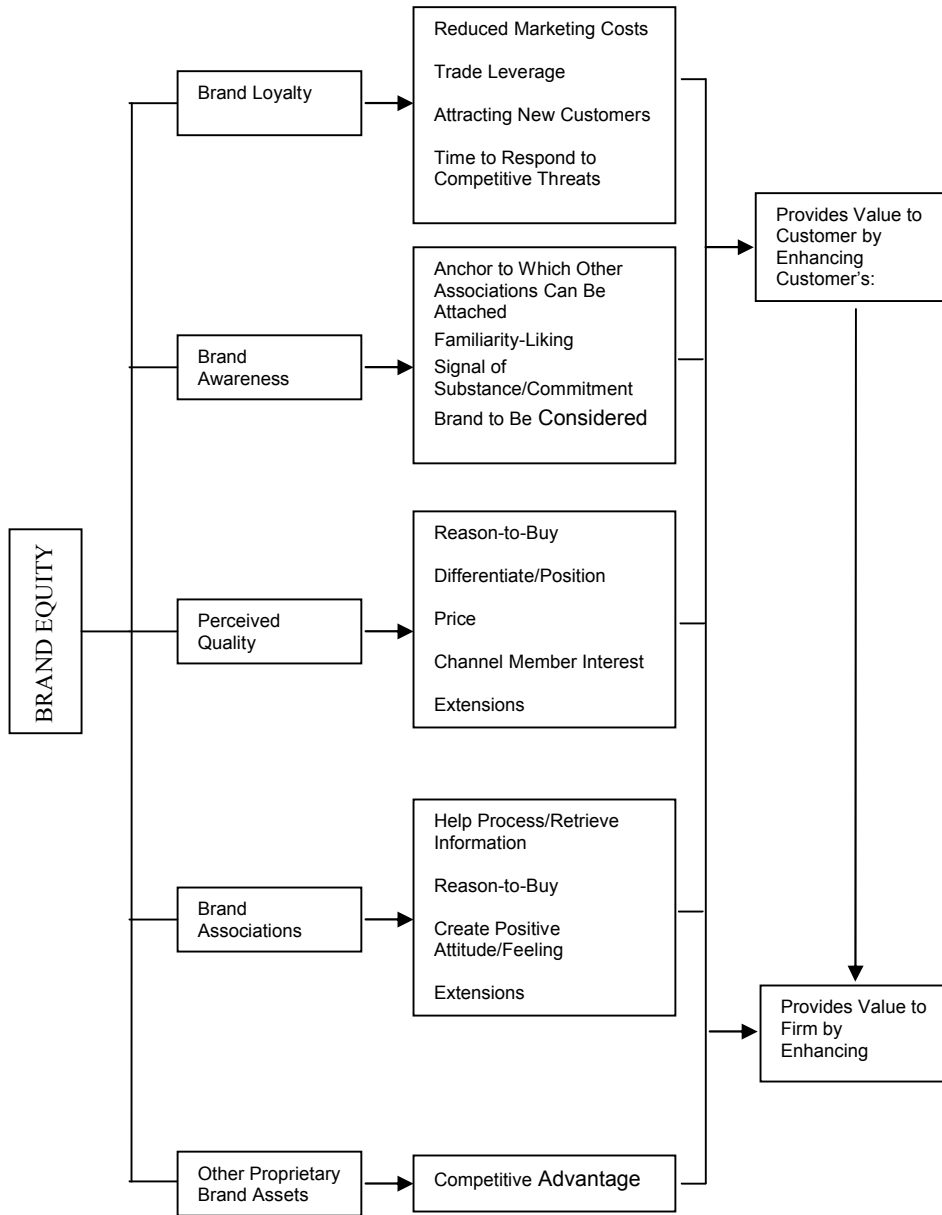 BRAND EQUITY
Brand Loyalty
Reduced Marketing Costs
Trade Leverage
Attracting New Customers
Time to Respond to
Competitive Threats
Brand
Awareness
Anchor to Which Other
Associations Can Be
Attached
Familiarity-Liking
Signal of
Substance/Commitment
Brand to Be Considered
Perceived
Quality
Reason-to-Buy
Differentiate/Position
Price
Channel Member Interest
Extensions
Brand
Associations
Help Process/Retrieve
Information
Reason-to-Buy
Create Positive
Attitude/Feeling
Extensions
Other Proprietary
Brand Assets
Competitive Advantage
Provides Value to
Customer by
Enhancing
Customer’s:
Provides Value to
Firm by
Enhancing